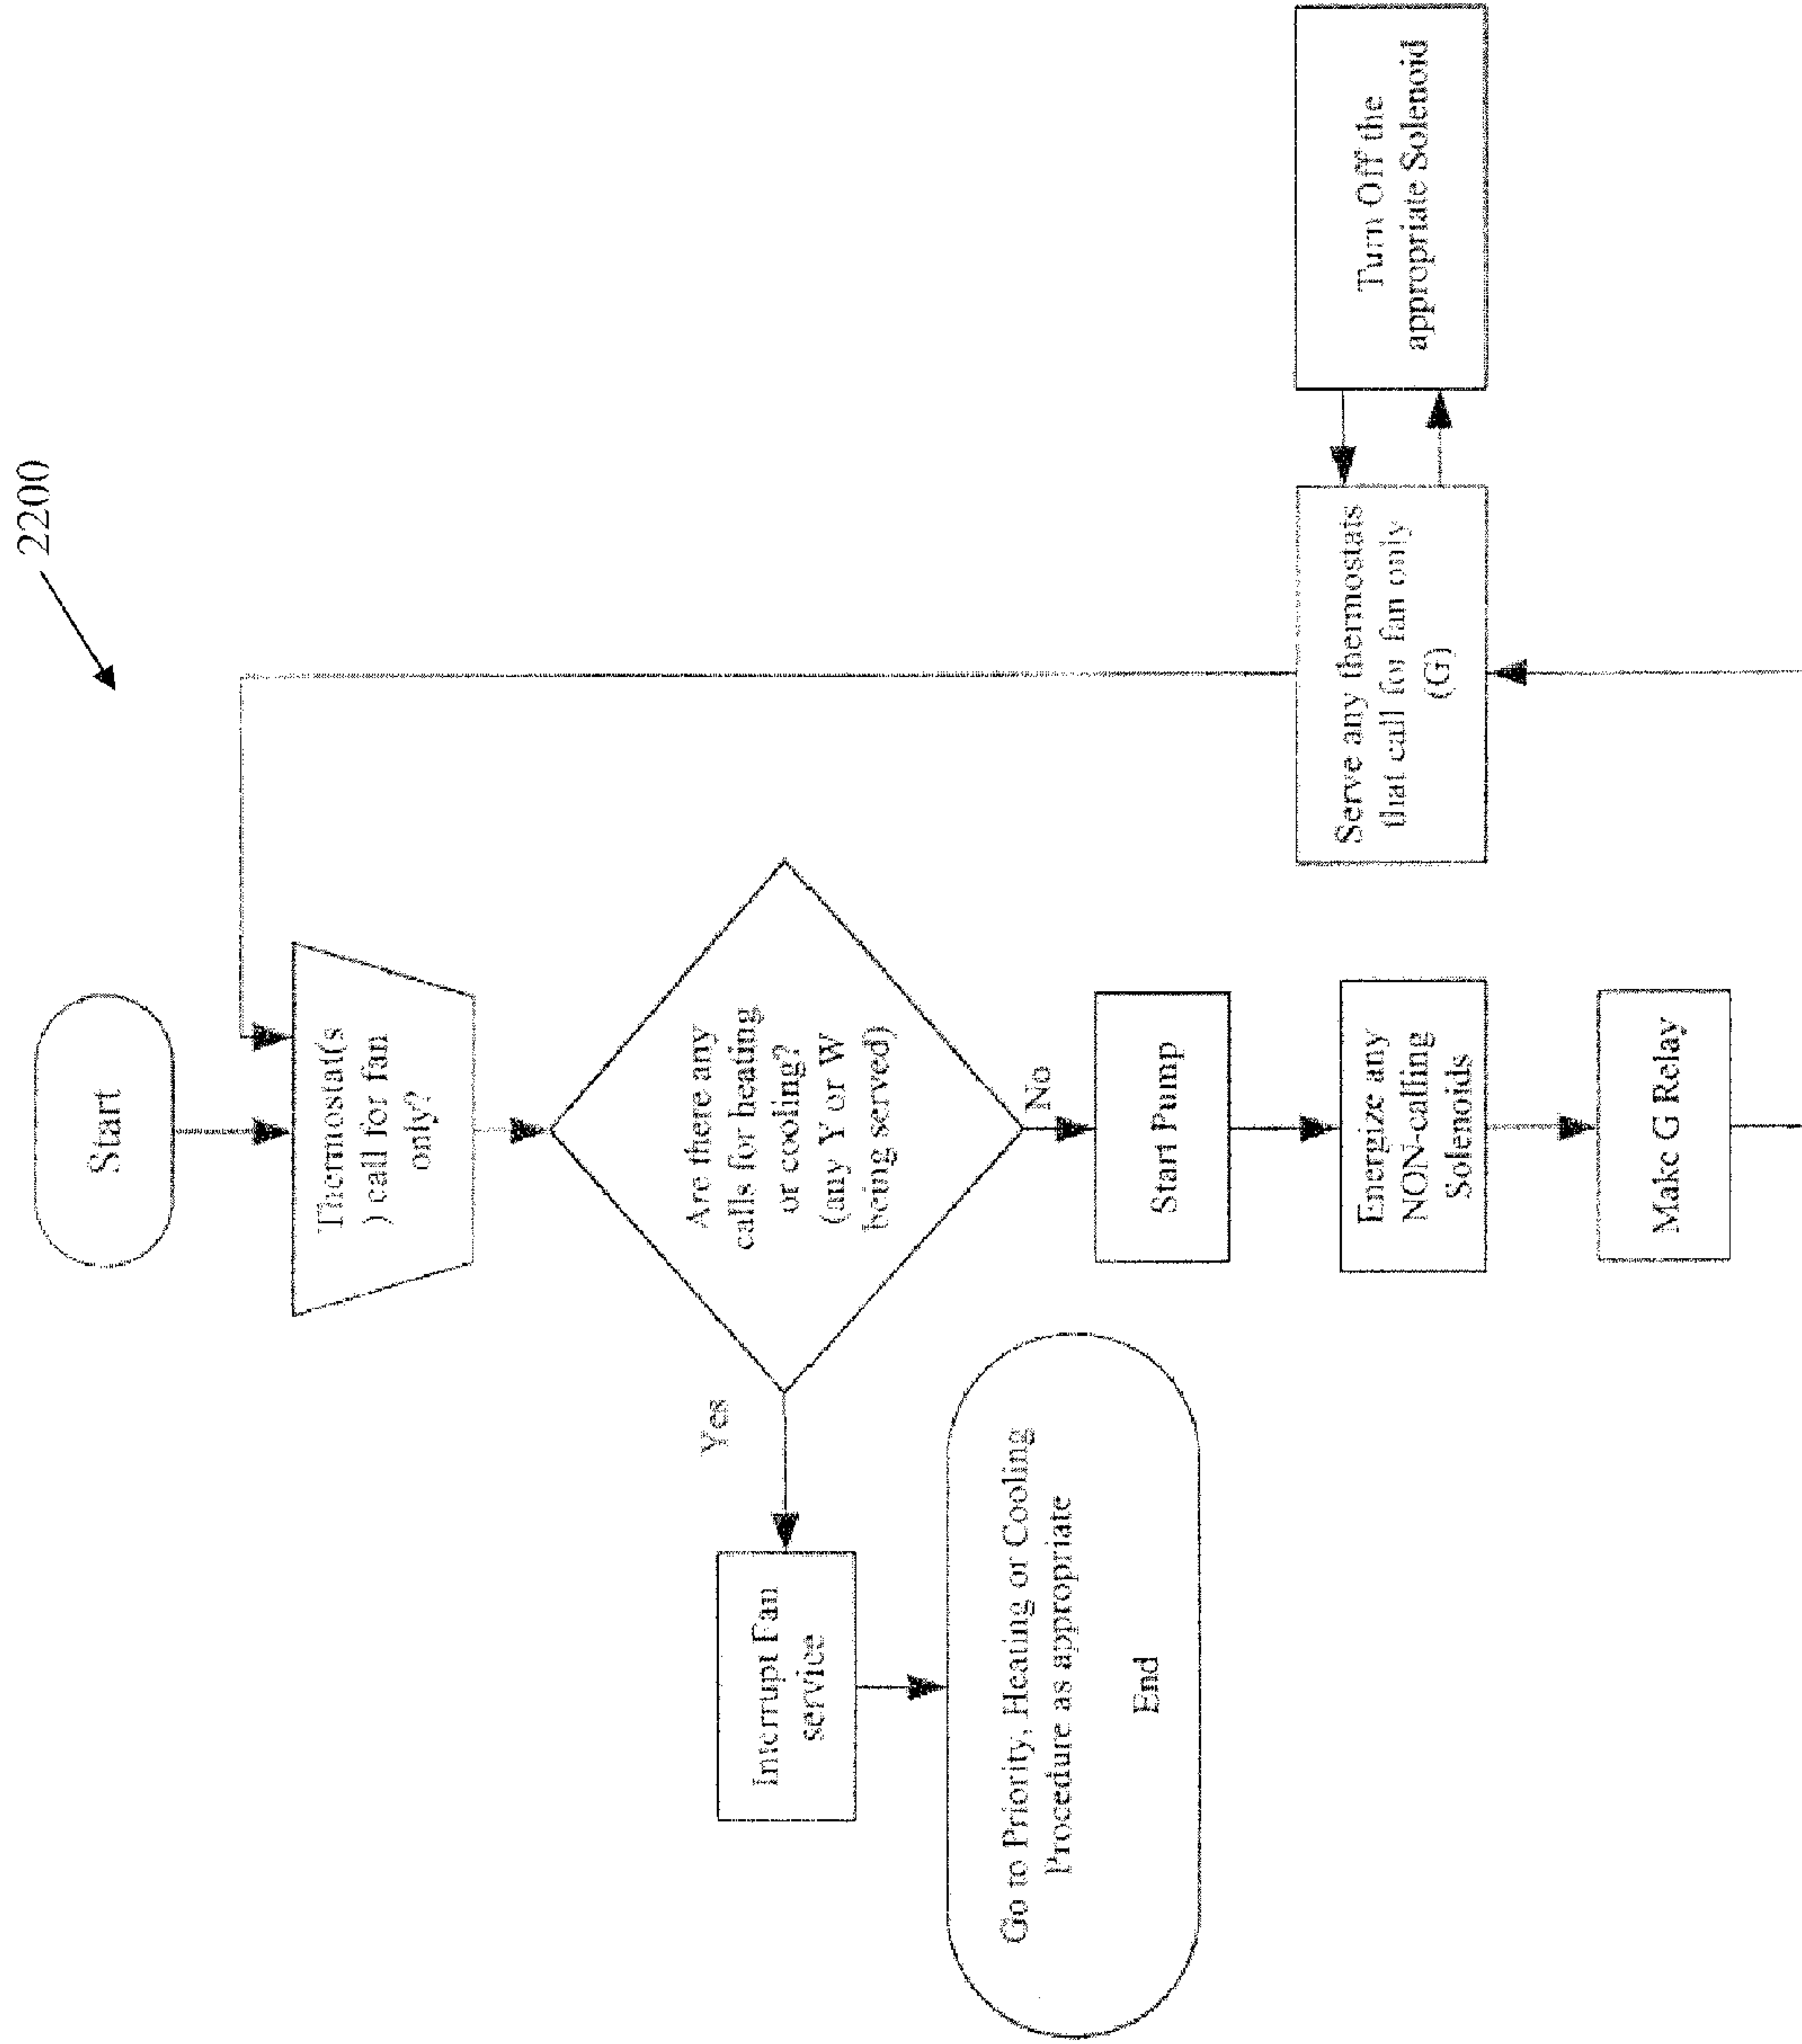 2200
Start
Thermostat(s
) call for fan
only?
Are there any
calls for heating
or cooling?
(any Y or W
being served)
Yes
No
Interrupt Fan
service
Go to Priority, Heating or Cooling
Procedure as appropriate
End
Start Pump
Energize any
NON-calling
Solenoids
Make G Relay
Serve any thermostats
that call for fan only
(G)
Turn Off the
appropriate Solenoid